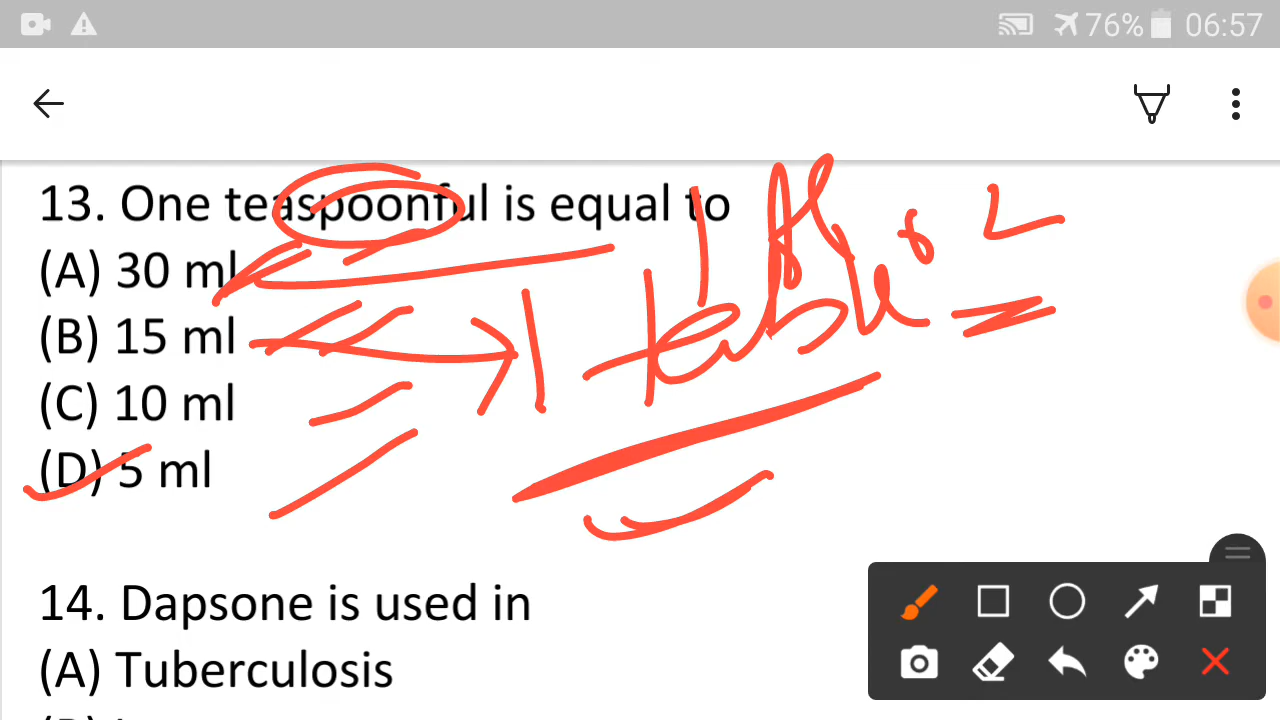 76% 06:57
13. One teaspoonful is equal to
(A) 30 ml
(B) 15 ml
(C) 10 ml
(D) 5 ml
14. Dapsone is used in
(A) Tuberculosis